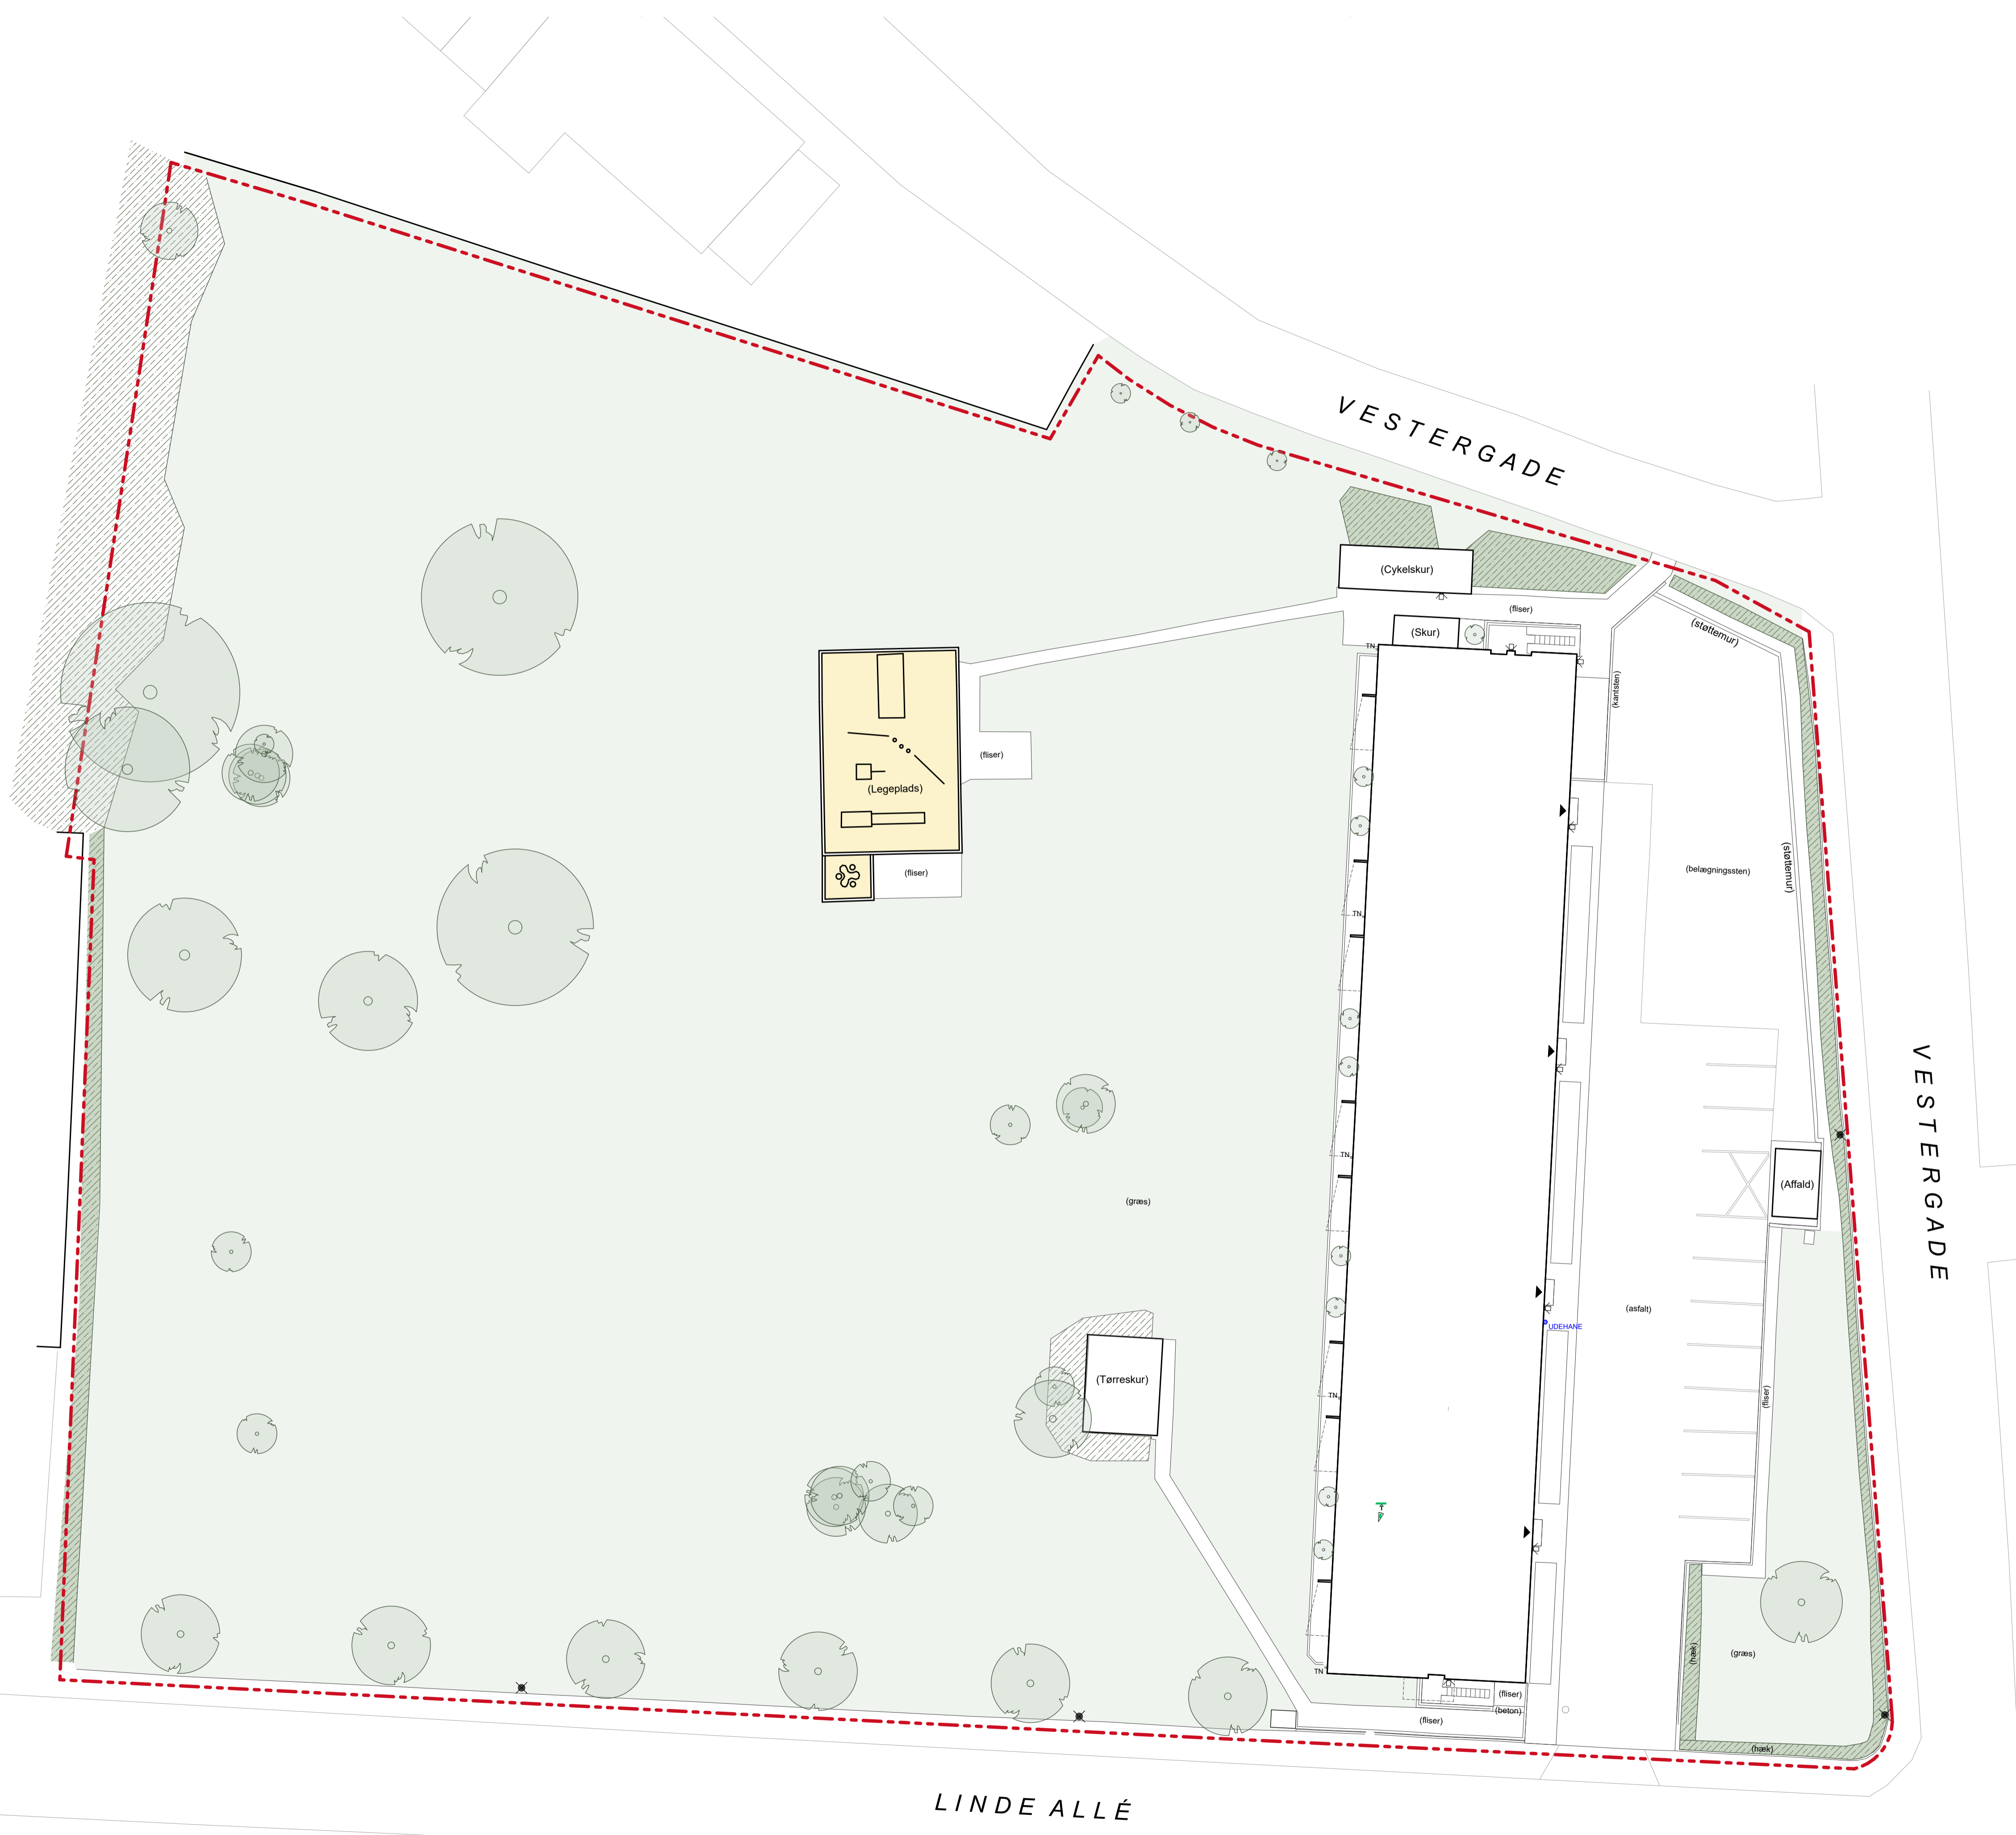 VESTERGADE
(Cykelskur)
(fliser)
(Skur)
(støttemur)
TN
(kantsten)
(fliser)
(Legeplads)
(støttemur)
(belægningssten)
(fliser)
TN
VESTERGADE
TN
(Affald)
(græs)
(asfalt)
UDEHANE
(Tørreskur)
TN
(fliser)
(hæk)
(græs)
TN
(fliser)
(beton)
(fliser)
(hæk)
LINDE ALLÉ